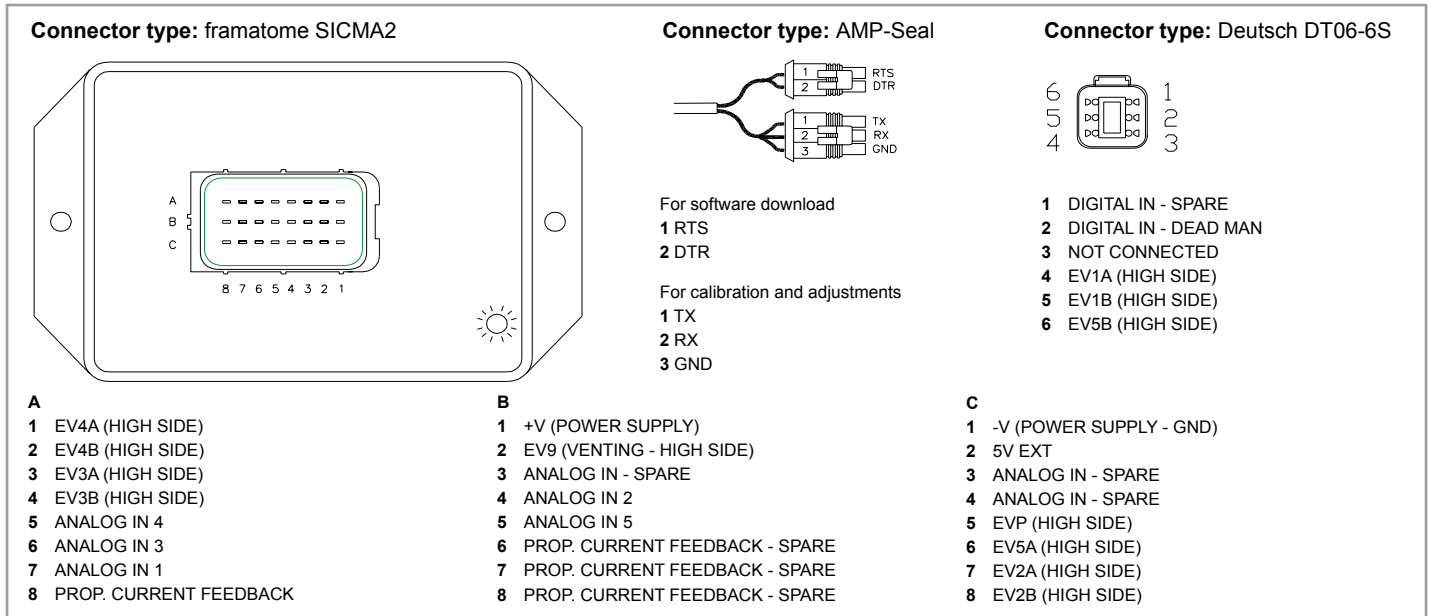 Connector type: framatome SICMA2
A
B
C
8 7 6 5 4 3 2 1
Connector type: AMP-Seal
1 RTS
2 DTR
1 TX
2 RX
3 GND
For software download
1 RTS
2 DTR
For calibration and adjustments
1 TX
2 RX
3 GND
Connector type: Deutsch DT06-6S
6 1
5 2
4 3
1 DIGITAL IN - SPARE
2 DIGITAL IN - DEAD MAN
3 NOT CONNECTED
4 EV1A (HIGH SIDE)
5 EV1B (HIGH SIDE)
6 EV5B (HIGH SIDE)
A
1 EV4A (HIGH SIDE)
2 EV4B (HIGH SIDE)
3 EV3A (HIGH SIDE)
4 EV3B (HIGH SIDE)
5 ANALOG IN 4
6 ANALOG IN 3
7 ANALOG IN 1
8 PROP. CURRENT FEEDBACK
B
1 +V (POWER SUPPLY)
2 EV9 (VENTING - HIGH SIDE)
3 ANALOG IN - SPARE
4 ANALOG IN 2
5 ANALOG IN 5
6 PROP. CURRENT FEEDBACK - SPARE
7 PROP. CURRENT FEEDBACK - SPARE
8 PROP. CURRENT FEEDBACK - SPARE
C
1 -V (POWER SUPPLY - GND)
2 5V EXT
3 ANALOG IN - SPARE
4 ANALOG IN - SPARE
5 EVP (HIGH SIDE)
6 EV5A (HIGH SIDE)
7 EV2A (HIGH SIDE)
8 EV2B (HIGH SIDE)